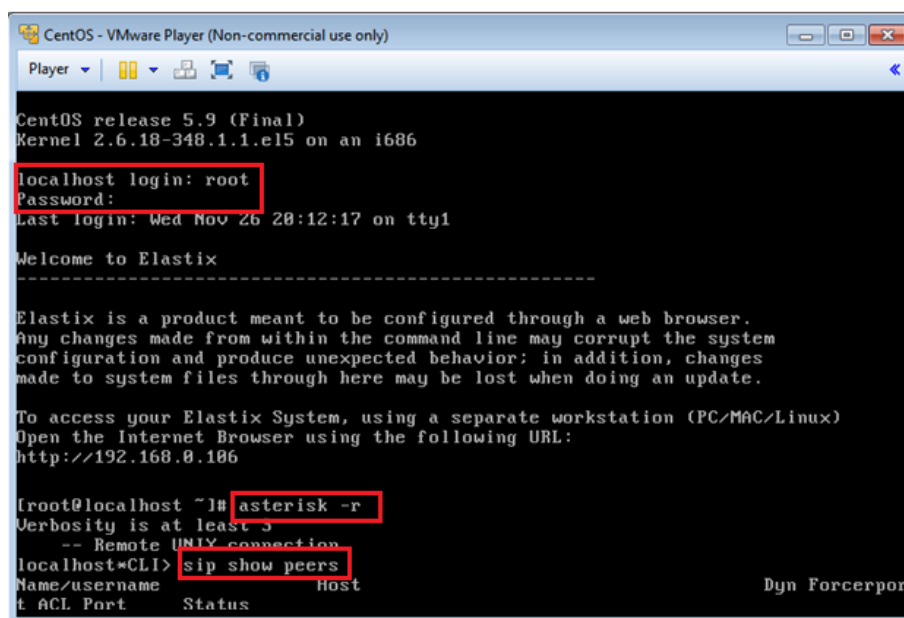 CentOS - VMware Player (Non-commercial use only)
Player
CentOS release 5.9 (Final)
Kernel 2.6.18-348.1.1.el5 on an i686
localhost login: root
Password:
Last login: Wed Nov 26 20:12:17 on tty1
Welcome to Elastix
----------------------------------------------------
Elastix is a product meant to be configured through a web browser.
Any changes made from within the command line may corrupt the system
configuration and produce unexpected behavior; in addition, changes
made to system files through here may be lost when doing an update.
To access your Elastix System, using a separate workstation (PC/MAC/Linux)
Open the Internet Browser using the following URL:
http://192.168.0.106
[root@localhost ~]# asterisk -r
Verbosity is at least 3
-- Remote UNIX connection
localhost*CLI> sip show peers
Name/username Host Dyn Forcerpor
t ACL Port Status